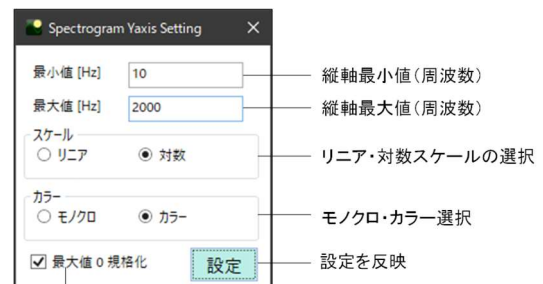 Spectrogram Yaxis Setting
最小値 [Hz] 10 縦軸最小値(周波数)
最大値 [Hz] 2000 縦軸最大値(周波数)
スケール
リニア 対数 リニア・対数スケールの選択
カラー
モノクロ カラー モノクロ・カラー選択
最大値 0 規格化 設定 設定を反映